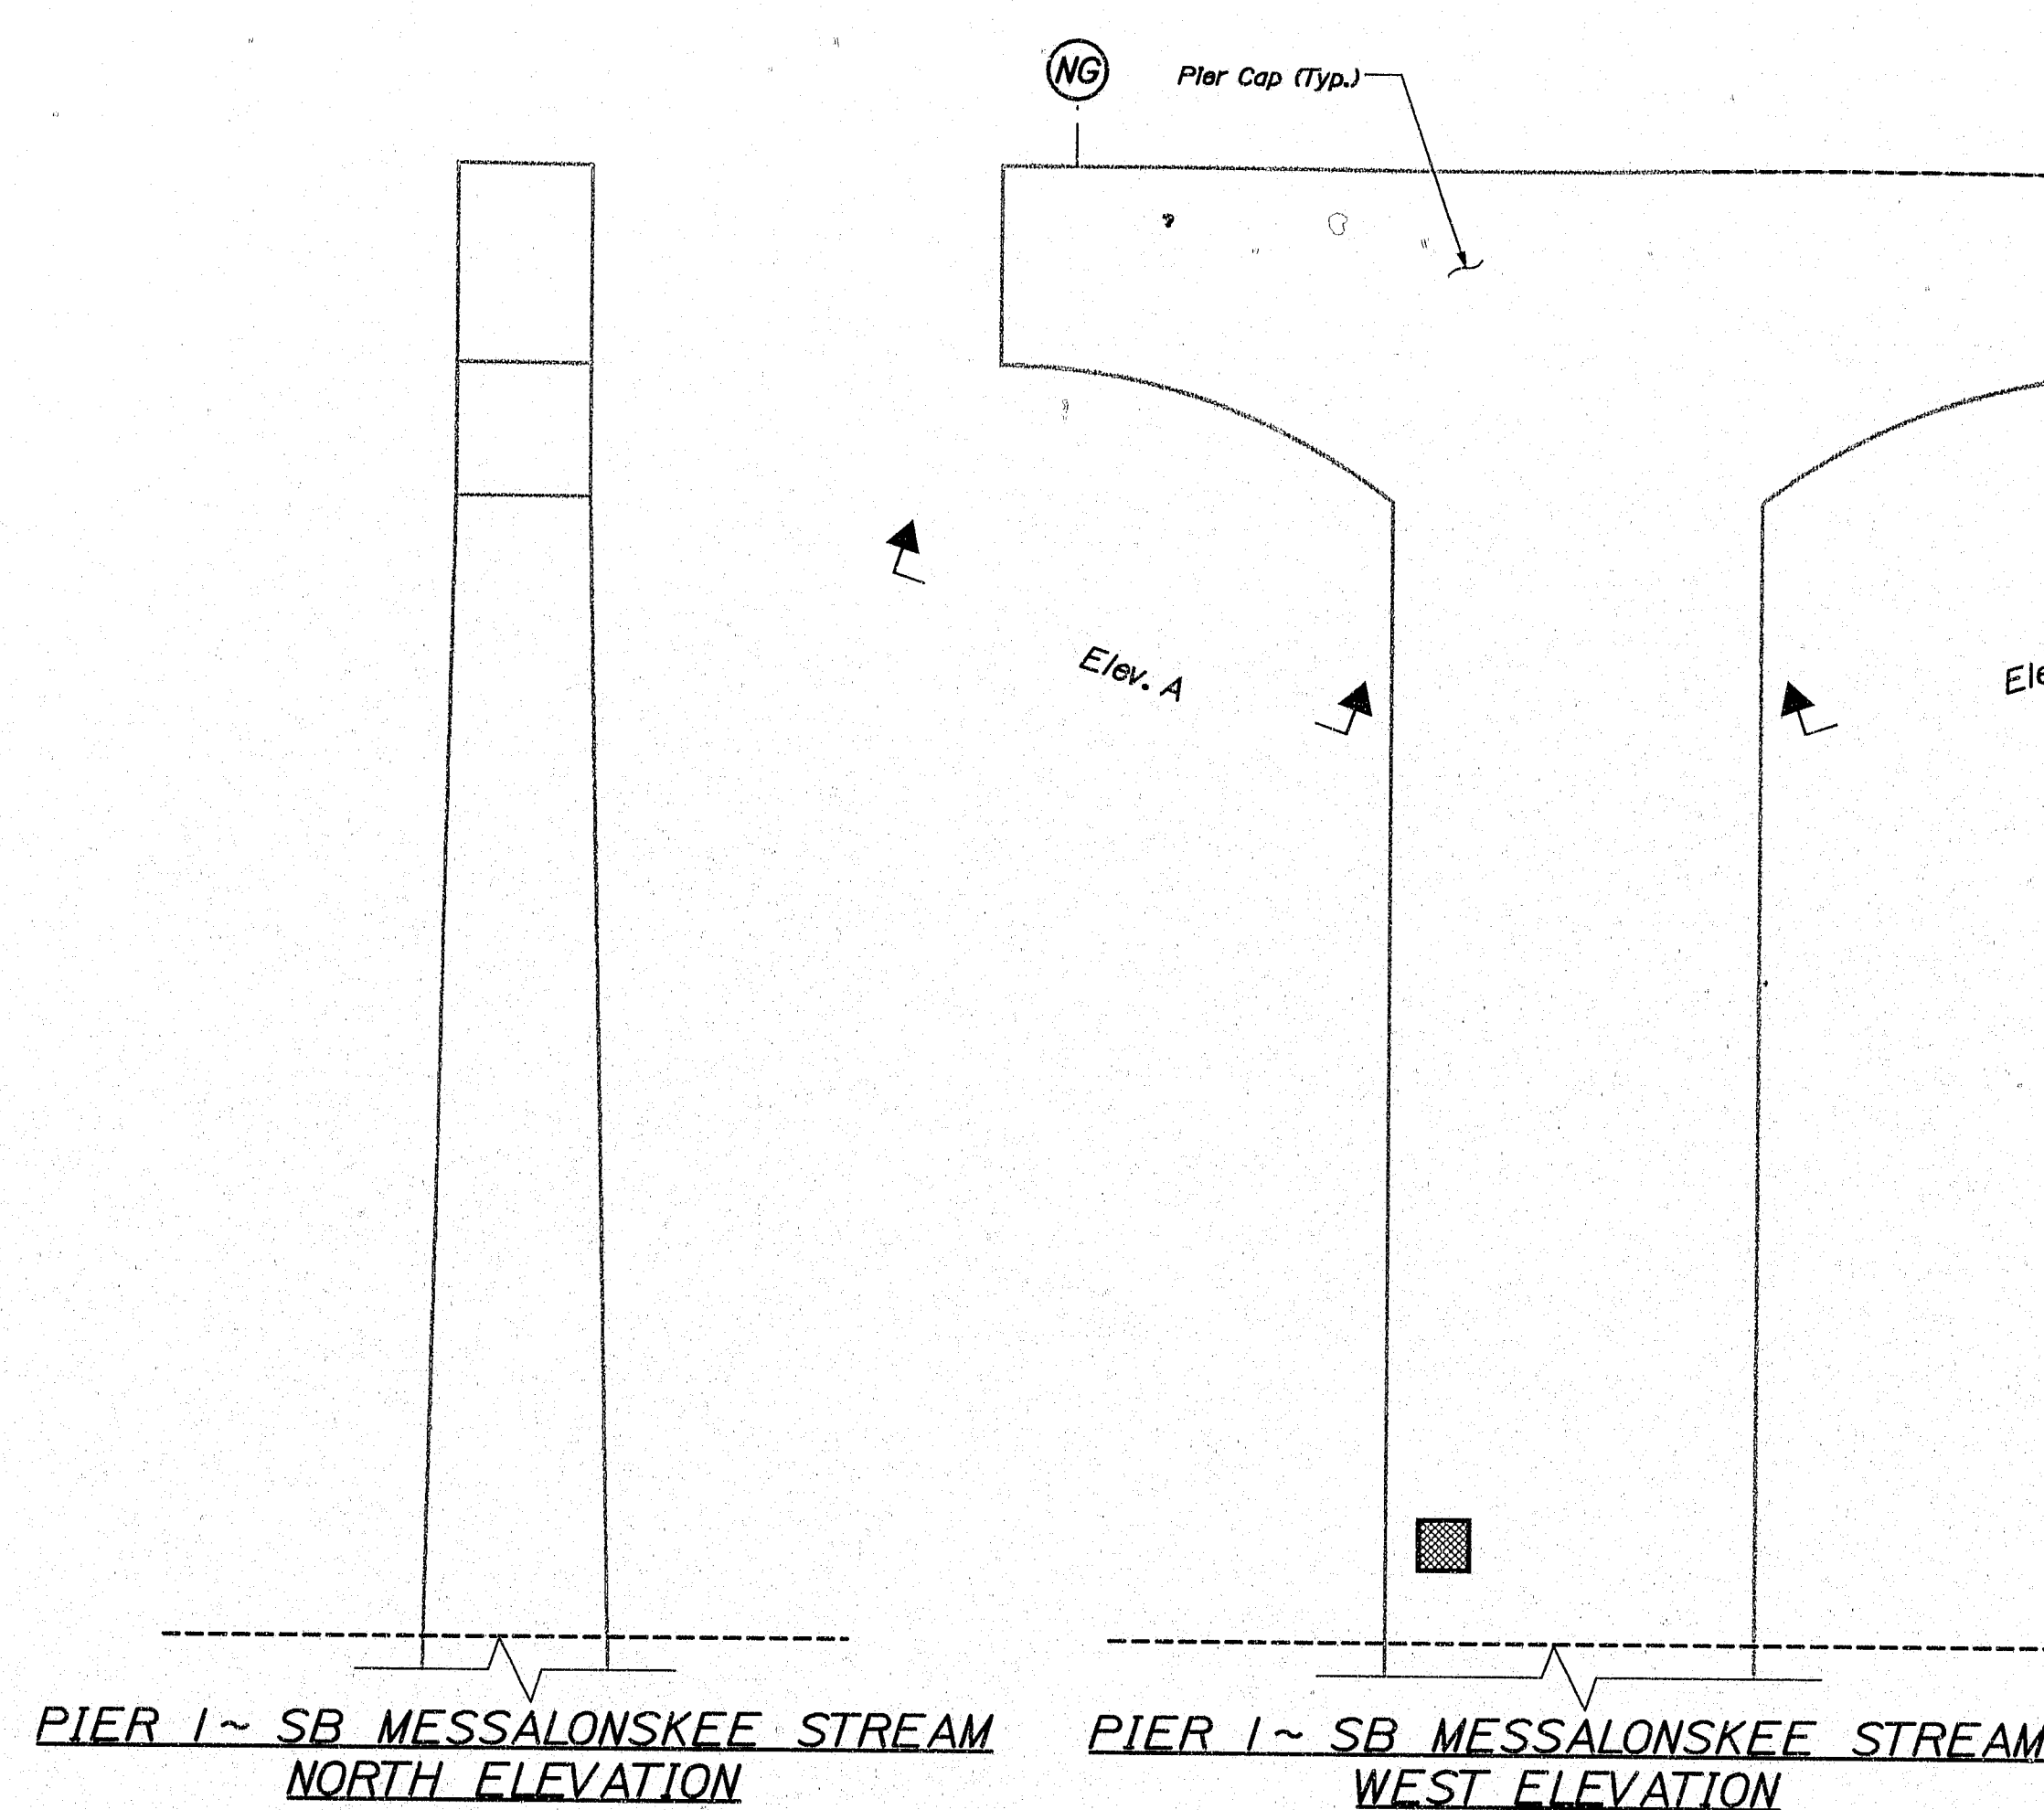 NG
Pier Cap (Typ.)
Elev. A
Ele
PIER 1~ SB MESSALONSKEE STREAM
NORTH ELEVATION
PIER 1~ SB MESSALONSKEE STREAM
WEST ELEVATION